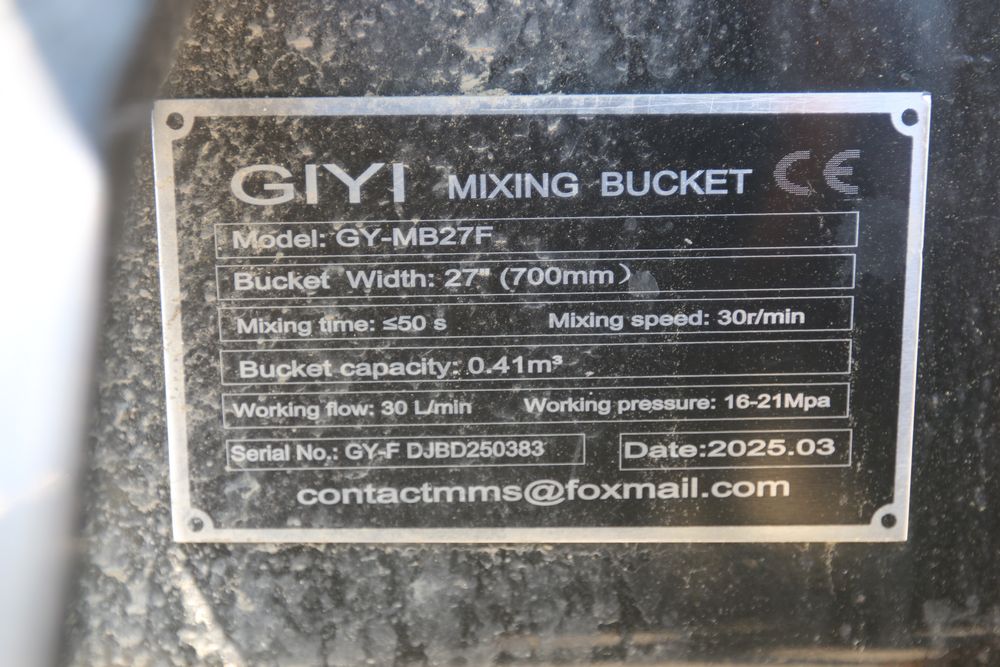 GIYI MIXING BUCKET CE
Model: GY-MB27F
Bucket Width: 27" (700mm）
Mixing time: ≤50 s Mixing speed: 30r/min
Bucket capacity: 0.41m³
Working flow: 30 L/min Working pressure: 16-21Mpa
Serial No.: GY-F DJBD250383 Date:2025.03
contactmms@foxmail.com